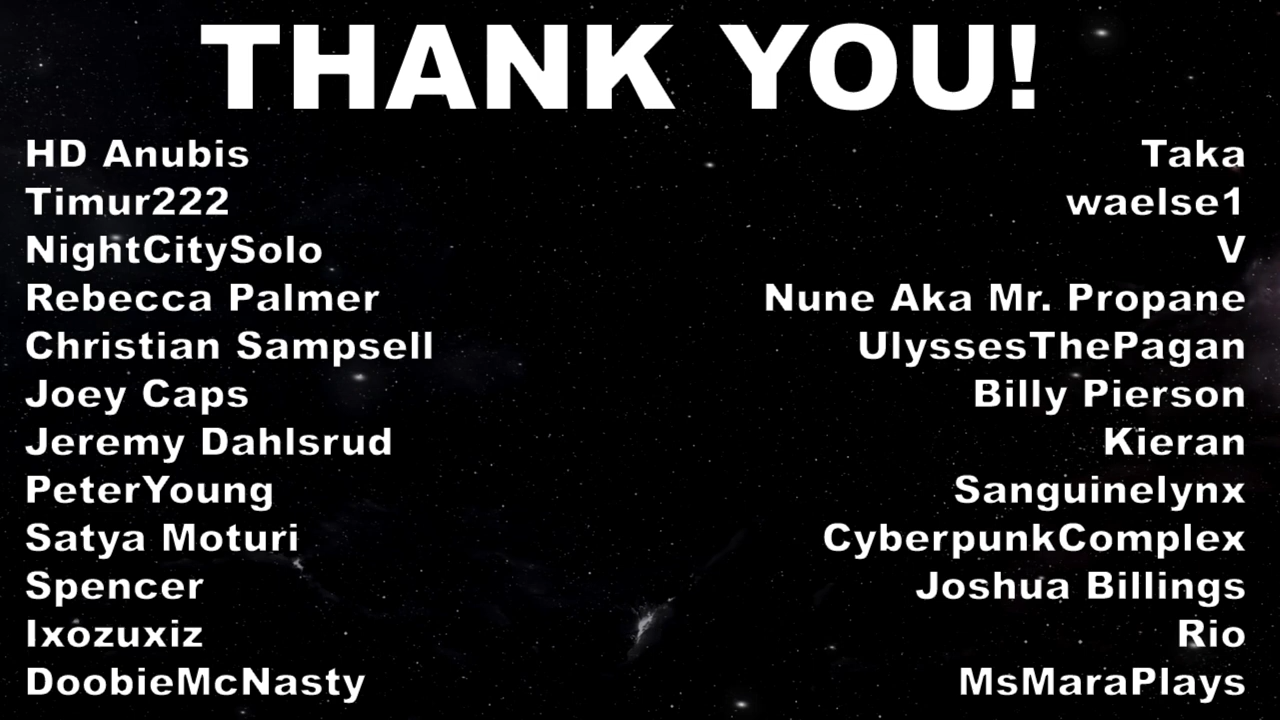 THANK YOU!
HD Anubis
Timur222
NightCitySolo
Rebecca Palmer
Christian Sampsell
Joey Caps
Jeremy Dahlsrud
PeterYoung
Satya Moturi
Spencer
Ixozuxiz
DoobieMcNasty
Taka
waelse1
V
Nune Aka Mr. Propane
UlyssesThePagan
Billy Pierson
Kieran
Sanguinelynx
CyberpunkComplex
Joshua Billings
Rio
MsMaraPlays